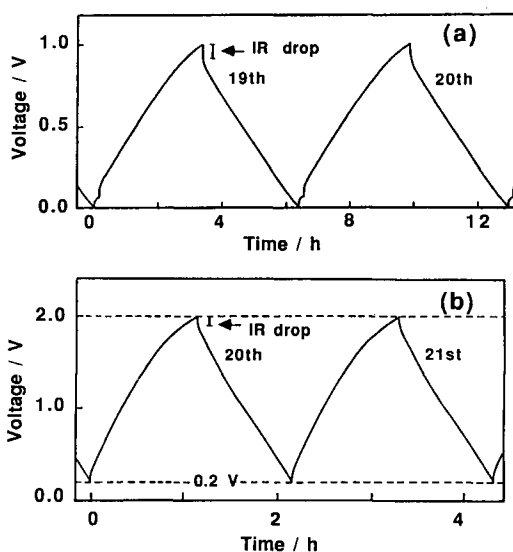 (a)
1.0
IR drop
19th
20th
Voltage / V
0.5
0.0
0
4
8
12
Time / h
(b)
2.0
IR drop
20th
21st
Voltage / V
1.0
0.2 V
0.0
0
2
4
Time / h